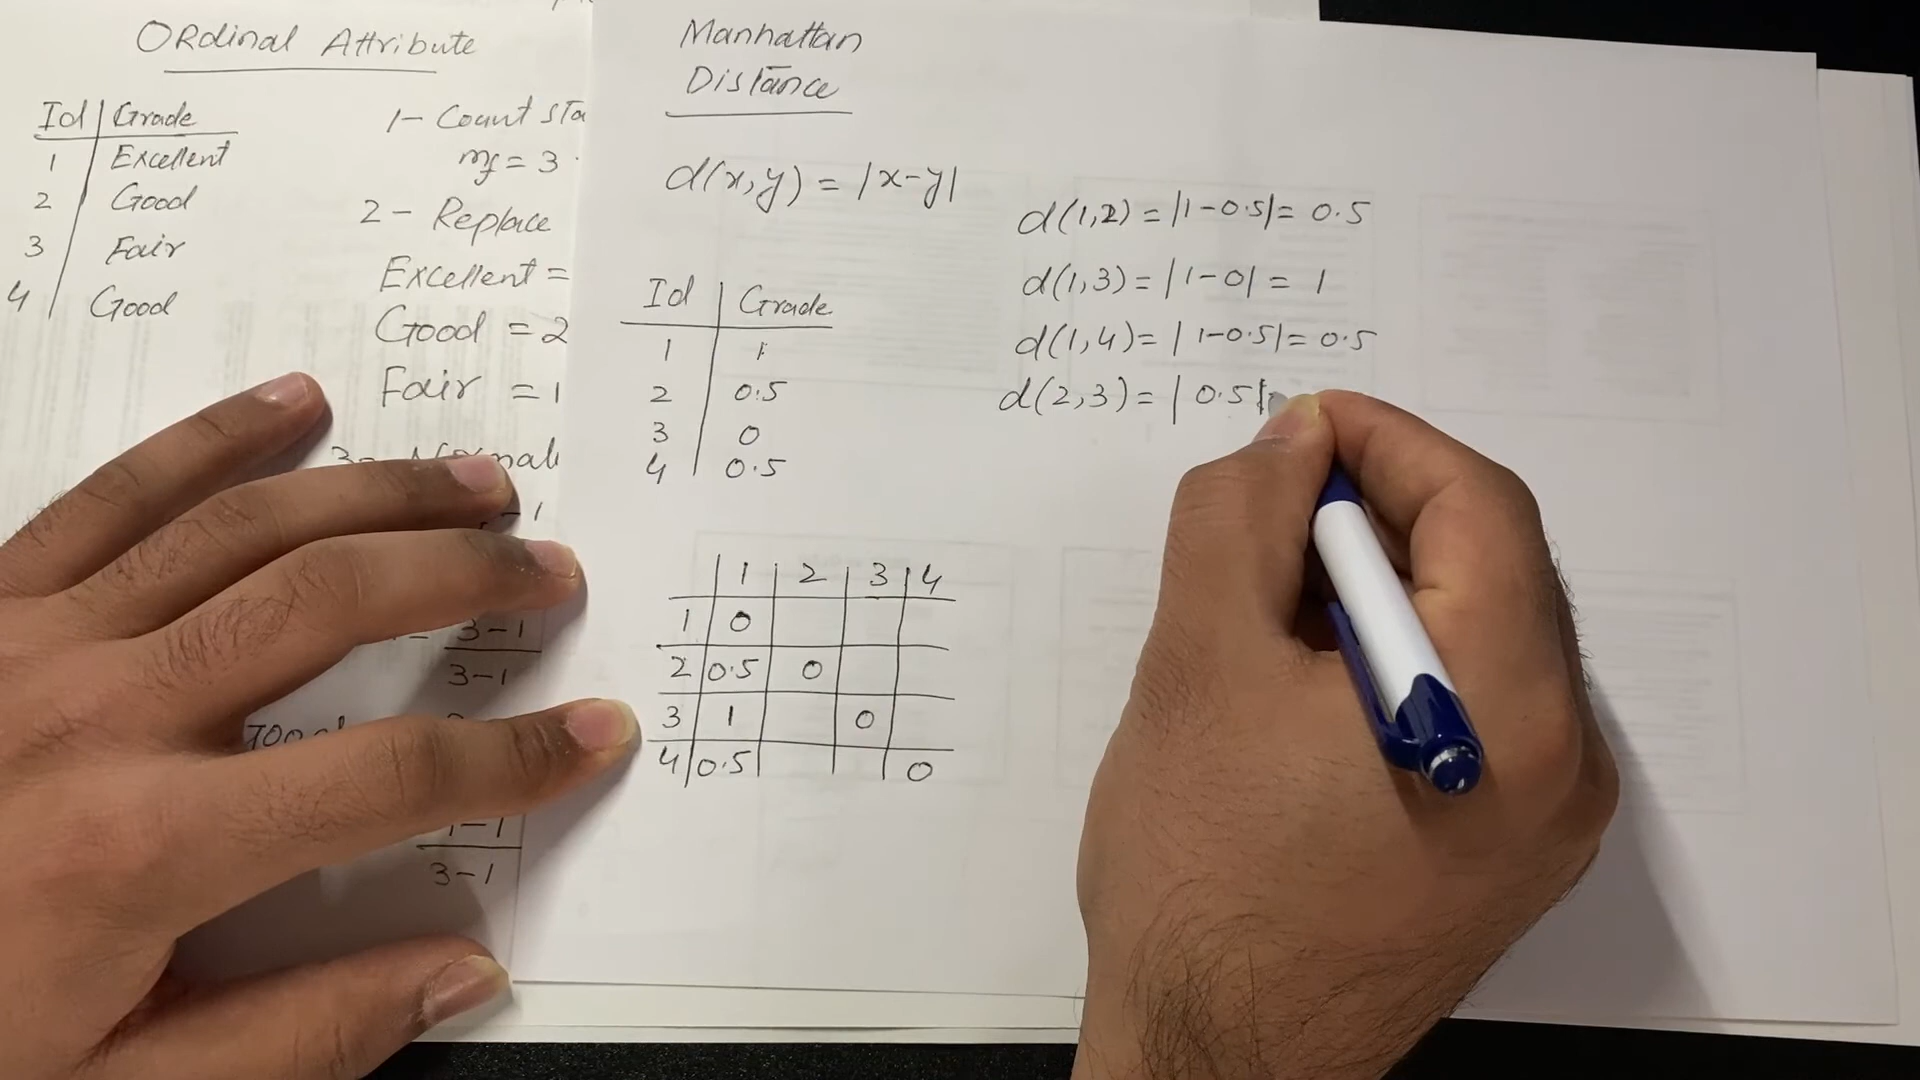 Ordinal Attribute
Id | Grade
1 | Excellent
2 | Good
3 | Fair
4 | Good
1- Count sta
mf = 3
2- Replace
Excellent =
Good = 2
Fair = 1
-1
3-1
3-1
1-1
3-1
Manhattan
Distance
d(x,y) = |x-y|
Id | Grade
1 | 1
2 | 0.5
3 | 0
4 | 0.5
| 1 | 2 | 3 | 4
1 | 0
2 | 0.5 | 0
3 | 1 | | 0
4 | 0.5 | | | 0
d(1,2) = |1-0.5| = 0.5
d(1,3) = |1-0| = 1
d(1,4) = |1-0.5| = 0.5
d(2,3) = |0.5